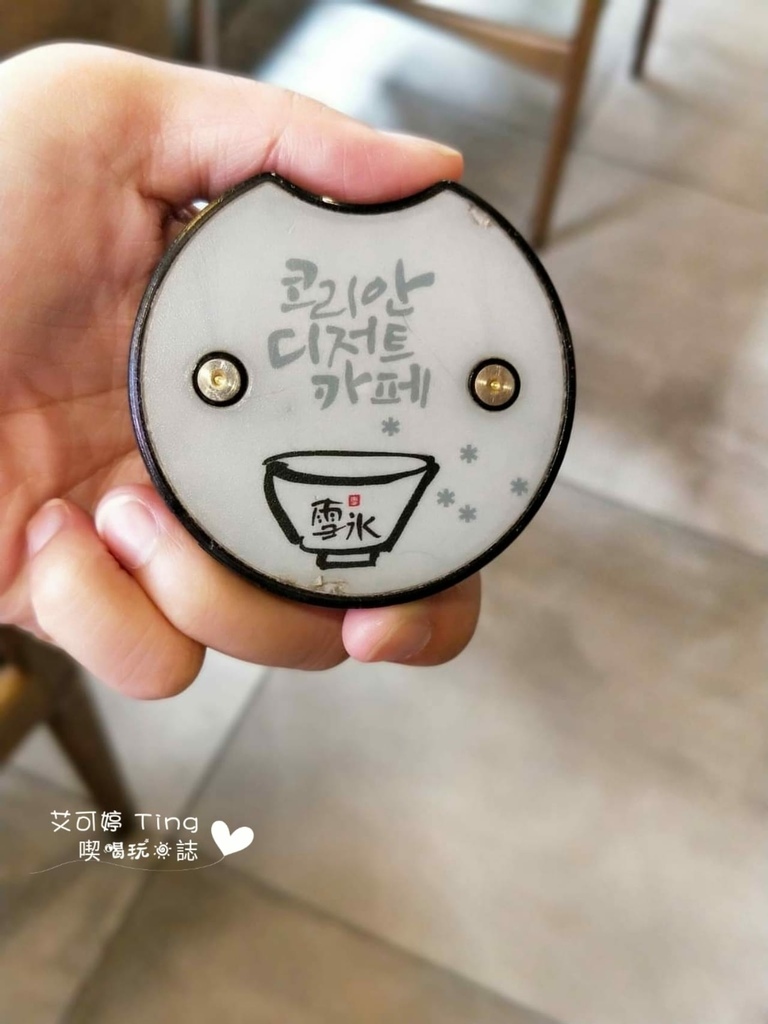 코리안
디저트
카페
雪氷
艾可婷 Ting
喫喝玩樂誌